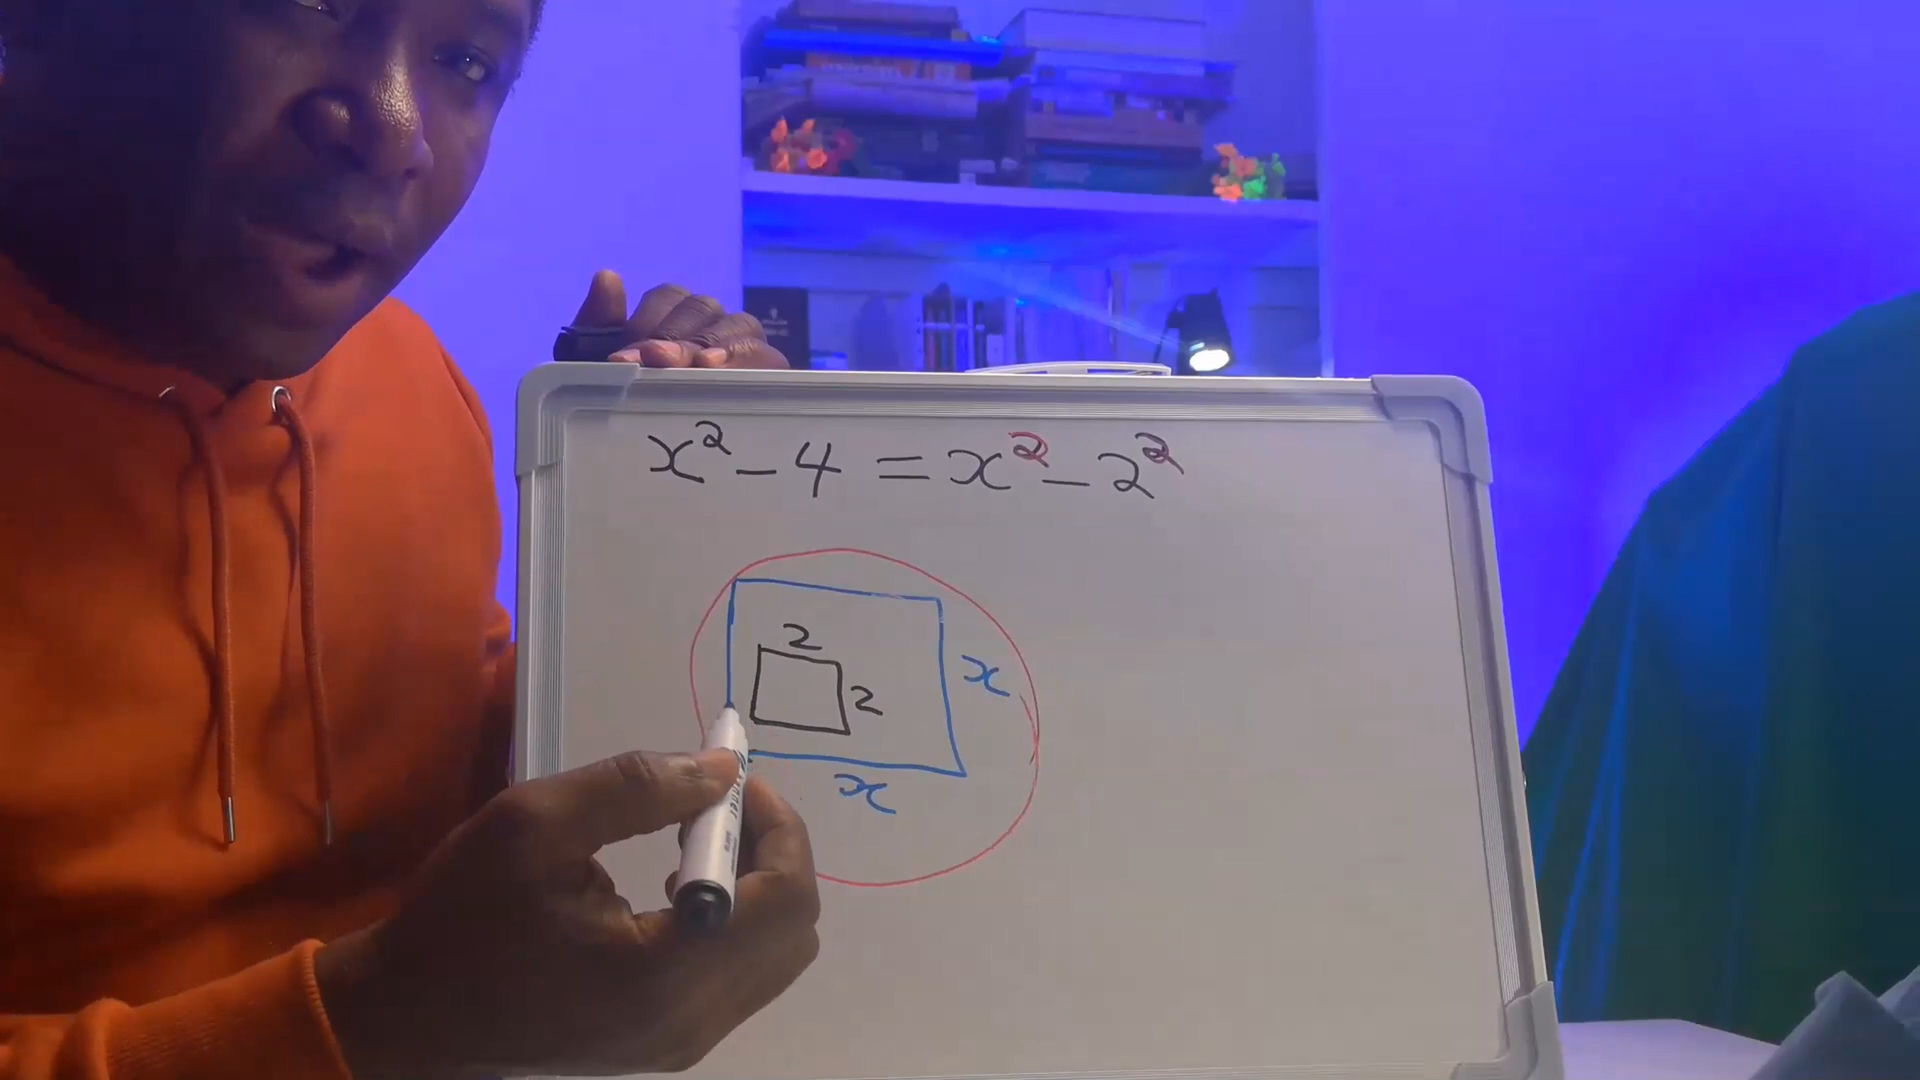 x² - 4 = x² - 2²
2
x
2
x